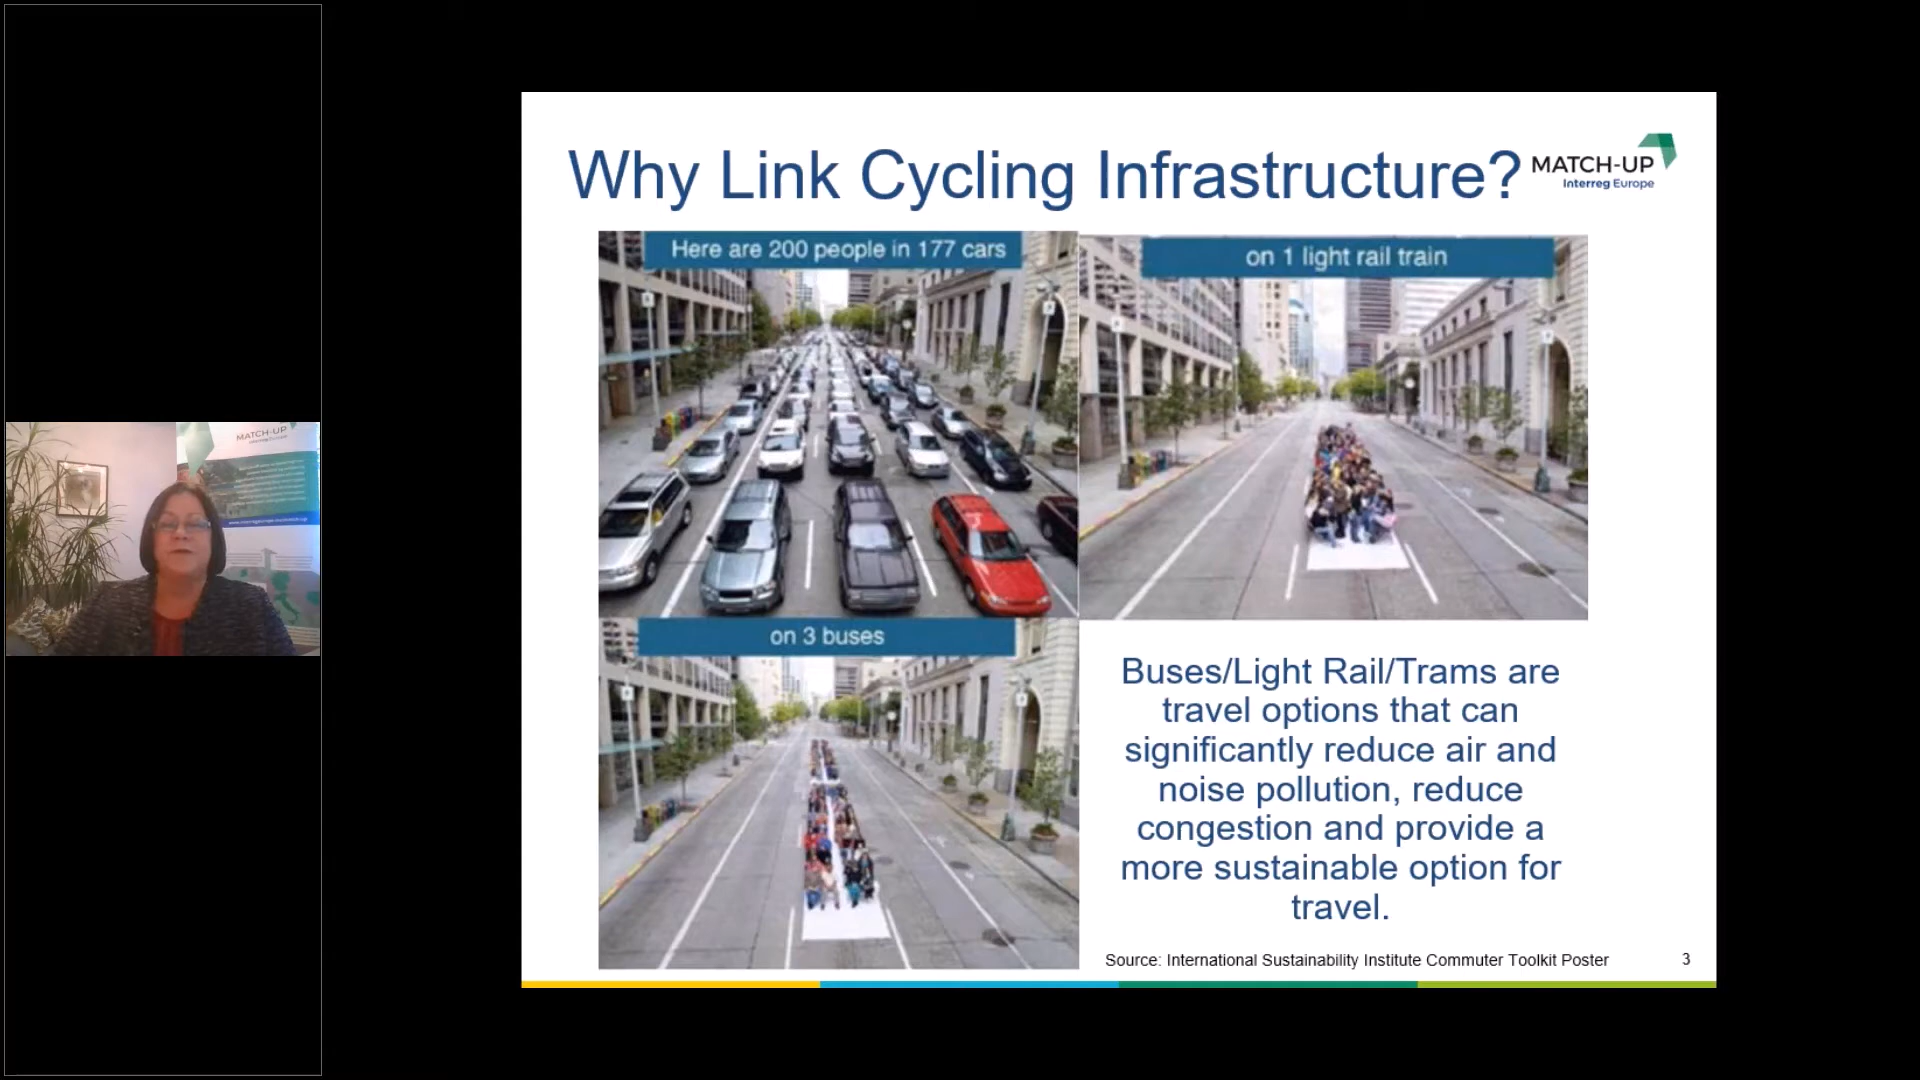 MATCH-UP
Why Link Cycling Infrastructure?
MATCH-UP
Interreg Europe
Here are 200 people in 177 cars
on 1 light rail train
on 3 buses
Buses/Light Rail/Trams are
travel options that can
significantly reduce air and
noise pollution, reduce
congestion and provide a
more sustainable option for
travel.
Source: International Sustainability Institute Commuter Toolkit Poster
3